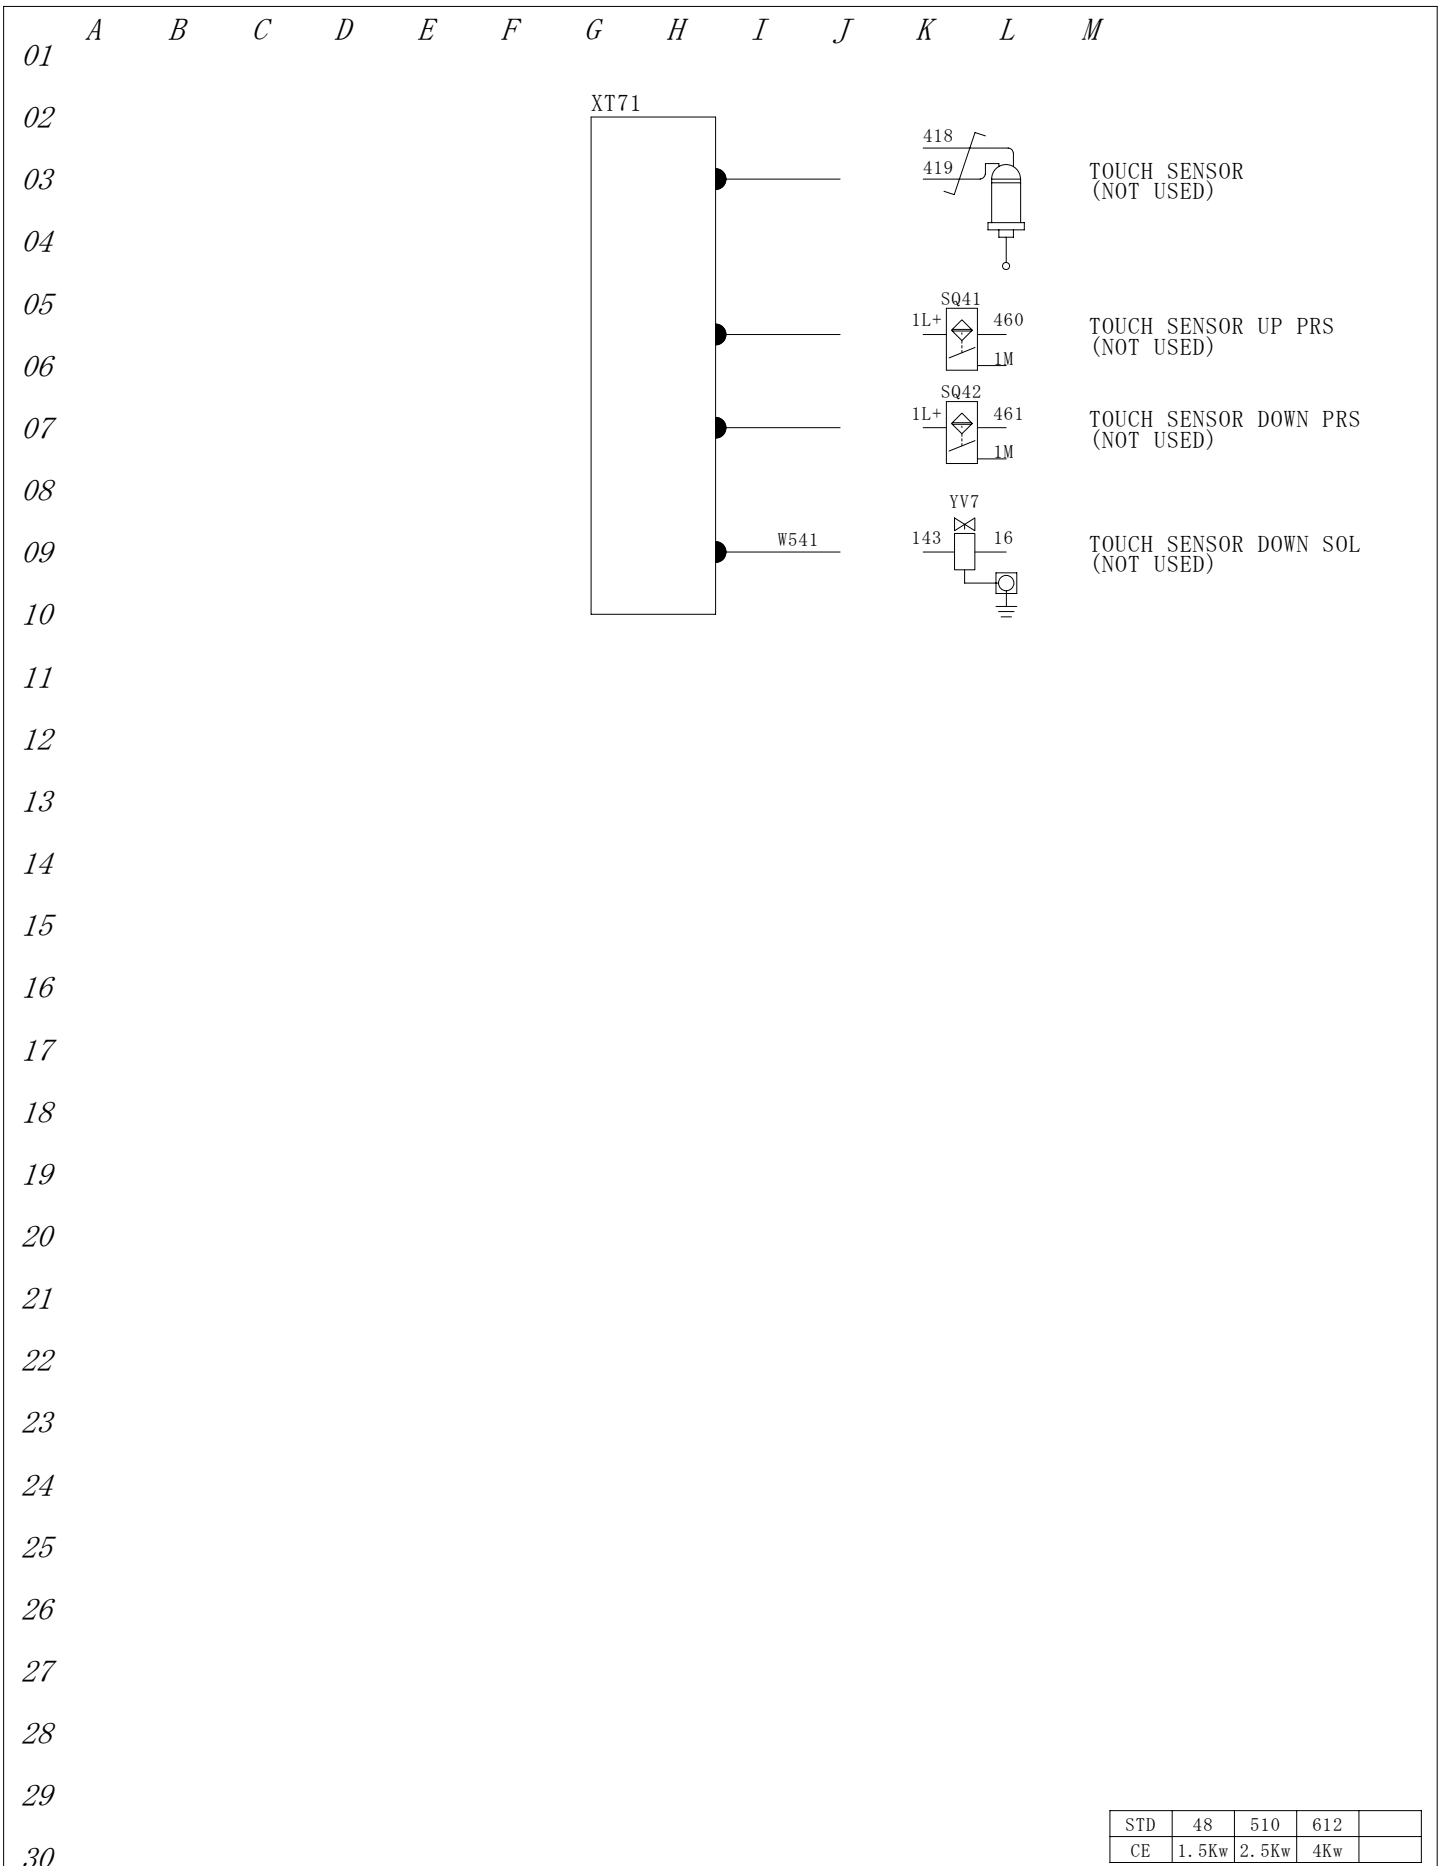 A B C D E F G H I J K L M
01
02
XT71
418
03
419
TOUCH SENSOR
(NOT USED)
04
05
SQ41
1L+
460
TOUCH SENSOR UP PRS
(NOT USED)
06
1M
SQ42
07
1L+
461
TOUCH SENSOR DOWN PRS
(NOT USED)
1M
08
YV7
09
W541
143
16
TOUCH SENSOR DOWN SOL
(NOT USED)
10
11
12
13
14
15
16
17
18
19
20
21
22
23
24
25
26
27
28
29
STD 48 510 612
30
CE 1.5Kw 2.5Kw 4Kw